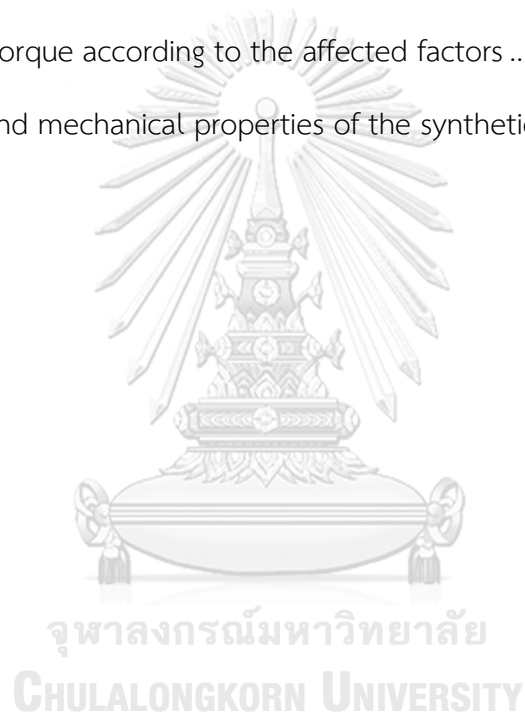 orque according to the affected factors ..
nd mechanical properties of the synthetic
จุฬาลงกรณ์มหาวิทยาลัย
CHULALONGKORN UNIVERSITY